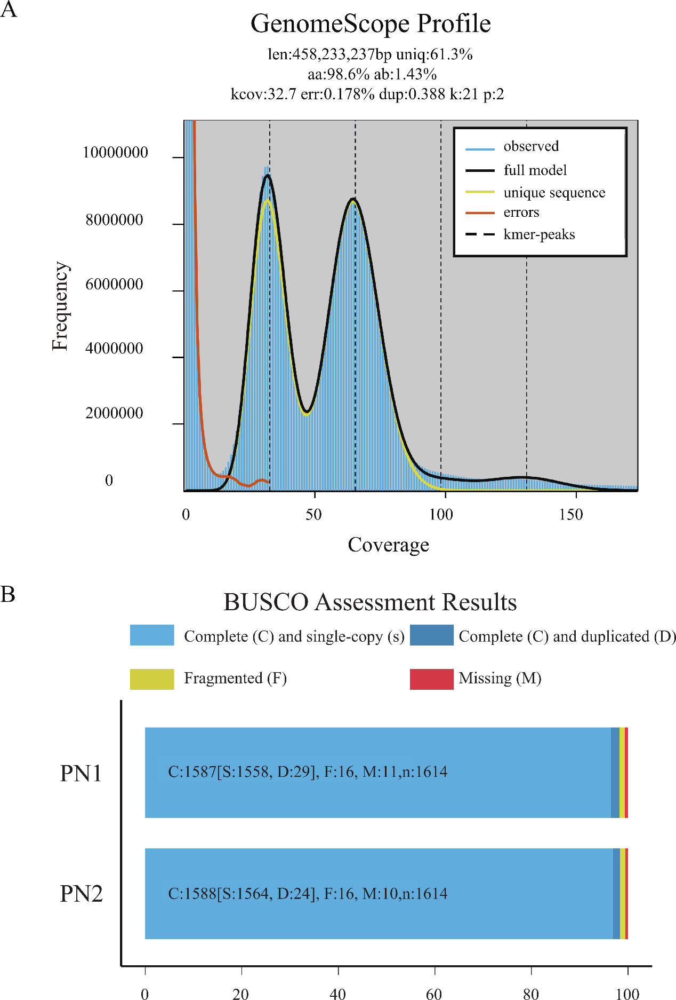 A
GenomeScope Profile
len:458,233,237bp uniq:61.3%
aa:98.6% ab:1.43%
kcov:32.7 err:0.178% dup:0.388 k:21 p:2
observed
full model
unique sequence
errors
kmer-peaks
10000000
8000000
6000000
4000000
2000000
0
Frequency
0 50 100 150
Coverage
B
BUSCO Assessment Results
Complete (C) and single-copy (s) Complete (C) and duplicated (D)
Fragmented (F) Missing (M)
PN1
C:1587[S:1558, D:29], F:16, M:11,n:1614
PN2
C:1588[S:1564, D:24], F:16, M:10,n:1614
0 20 40 60 80 100